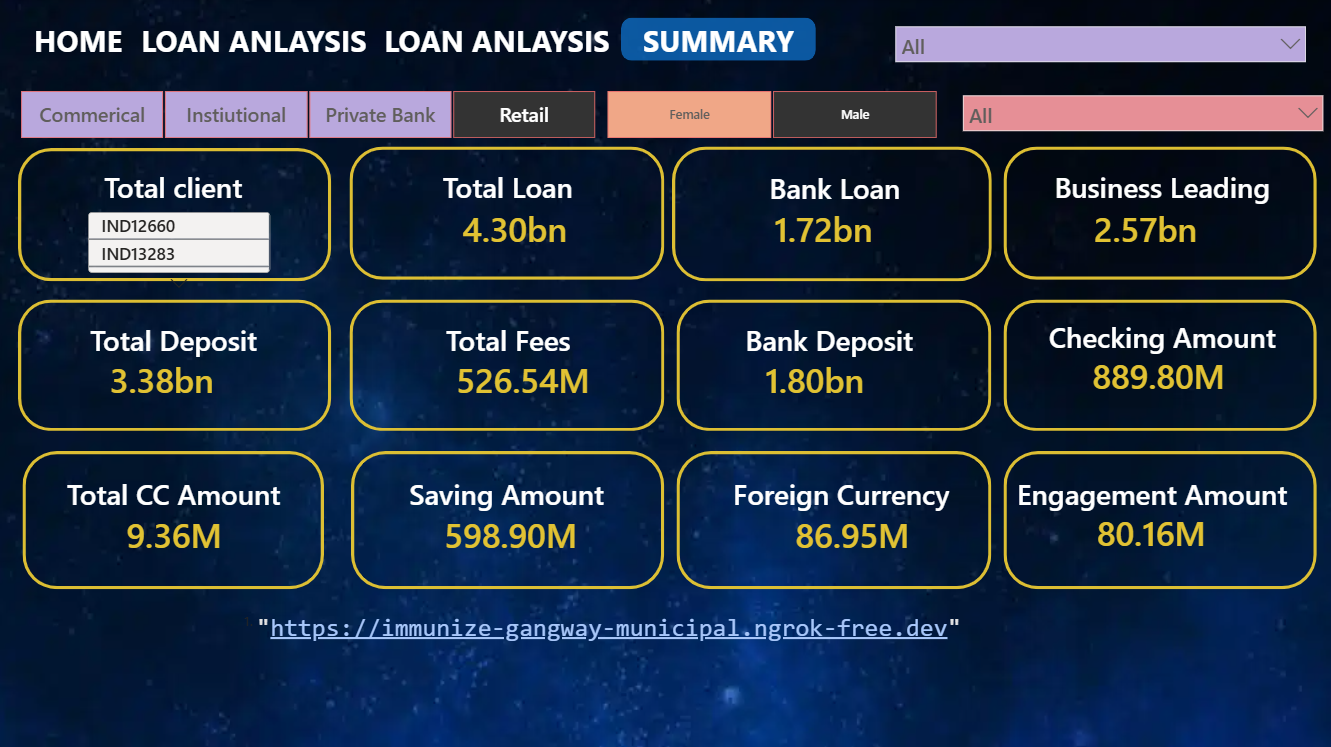 HOME LOAN ANLAYSIS LOAN ANLAYSIS SUMMARY
All
Commerical Instiutional Private Bank Retail Female Male
All
Total client
IND12660
IND13283
Total Loan
4.30bn
Bank Loan
1.72bn
Business Leading
2.57bn
Total Deposit
3.38bn
Total Fees
526.54M
Bank Deposit
1.80bn
Checking Amount
889.80M
Total CC Amount
9.36M
Saving Amount
598.90M
Foreign Currency
86.95M
Engagement Amount
80.16M
"https://immunize-gangway-municipal.ngrok-free.dev"